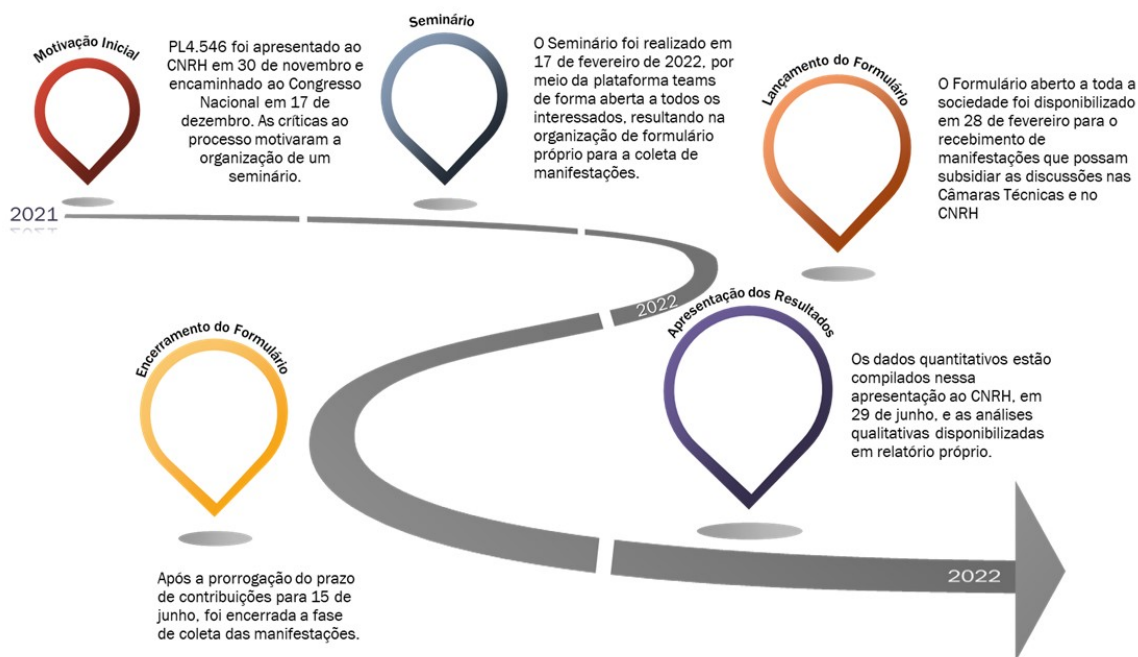 Motivação Inicial
PL4.546 foi apresentado ao
CNRH em 30 de novembro e
encaminhado ao Congresso
Nacional em 17 de
dezembro. As críticas ao
processo motivaram a
organização de um
seminário.
Seminário
O Seminário foi realizado em
17 de fevereiro de 2022, por
meio da plataforma teams
de forma aberta a todos os
interessados, resultando na
organização de formulário
próprio para a coleta de
manifestações.
Lançamento do Formulário
O Formulário aberto a toda a
sociedade foi disponibilizado
em 28 de fevereiro para o
recebimento de
manifestações que possam
subsidiar as discussões nas
Câmaras Técnicas e no
CNRH
2021
2022
Encerramento do Formulário
Após a prorrogação do prazo
de contribuições para 15 de
junho, foi encerrada a fase
de coleta das manifestações.
Apresentação dos Resultados
Os dados quantitativos estão
compilados nessa
apresentação ao CNRH, em
29 de junho, e as análises
qualitativas disponibilizadas
em relatório próprio.
2022